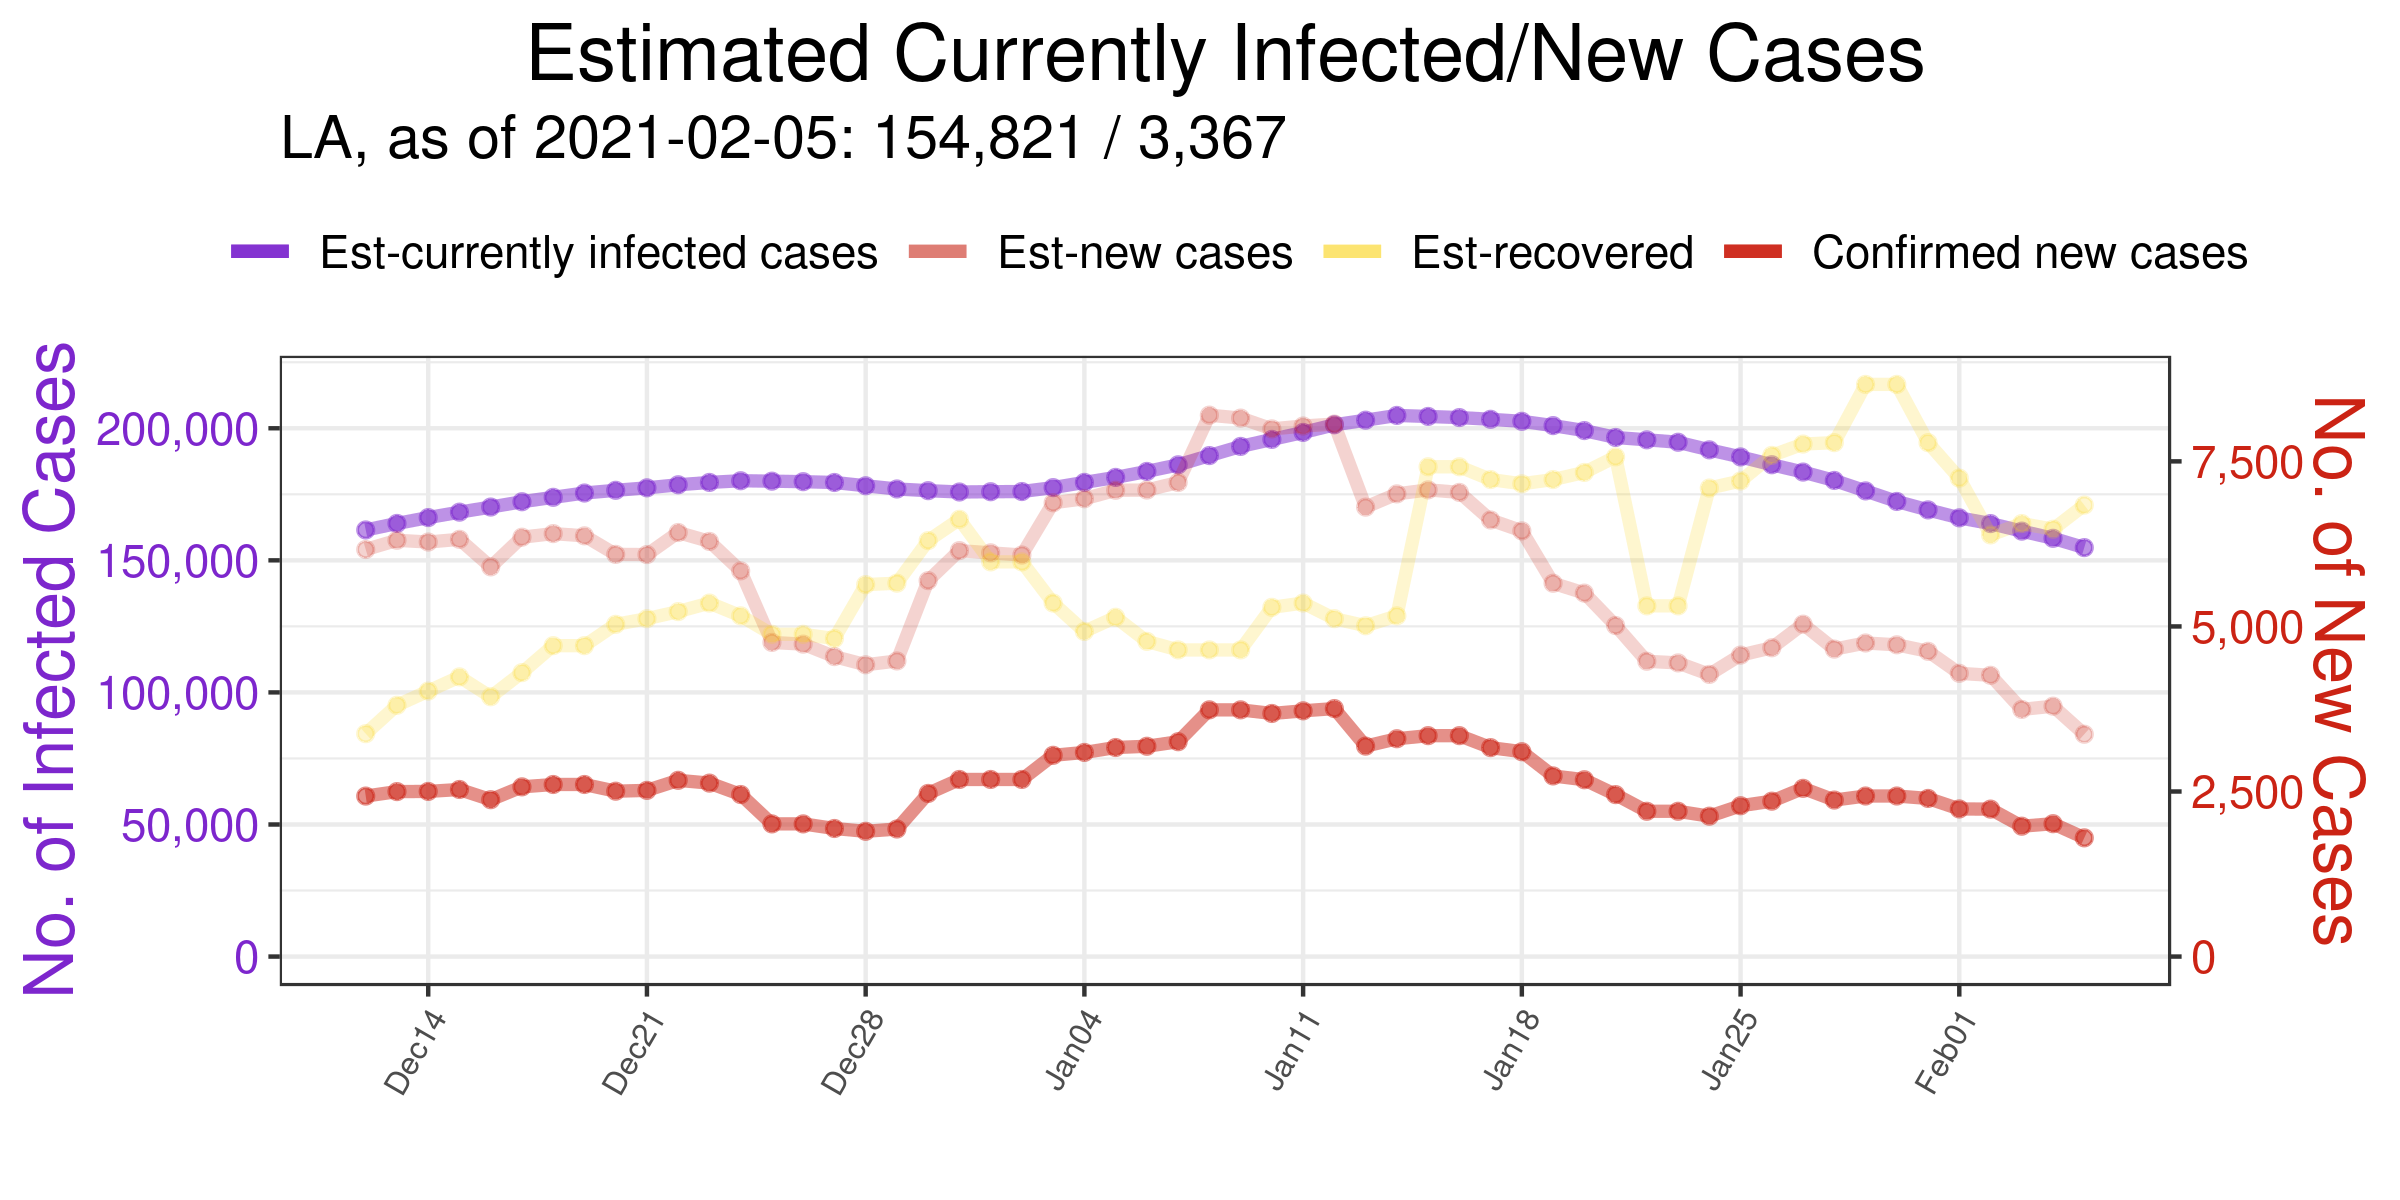 Estimated Currently Infected/New Cases
LA, as of 2021-02-05: 154,821 / 3,367
Est-currently infected cases
Est-new cases
Est-recovered
Confirmed new cases
No. of Infected Cases
200,000
150,000
100,000
50,000
0
7,500
5,000
2,500
0
No. of New Cases
Dec14
Dec21
Dec28
Jan04
Jan11
Jan18
Jan25
Feb01